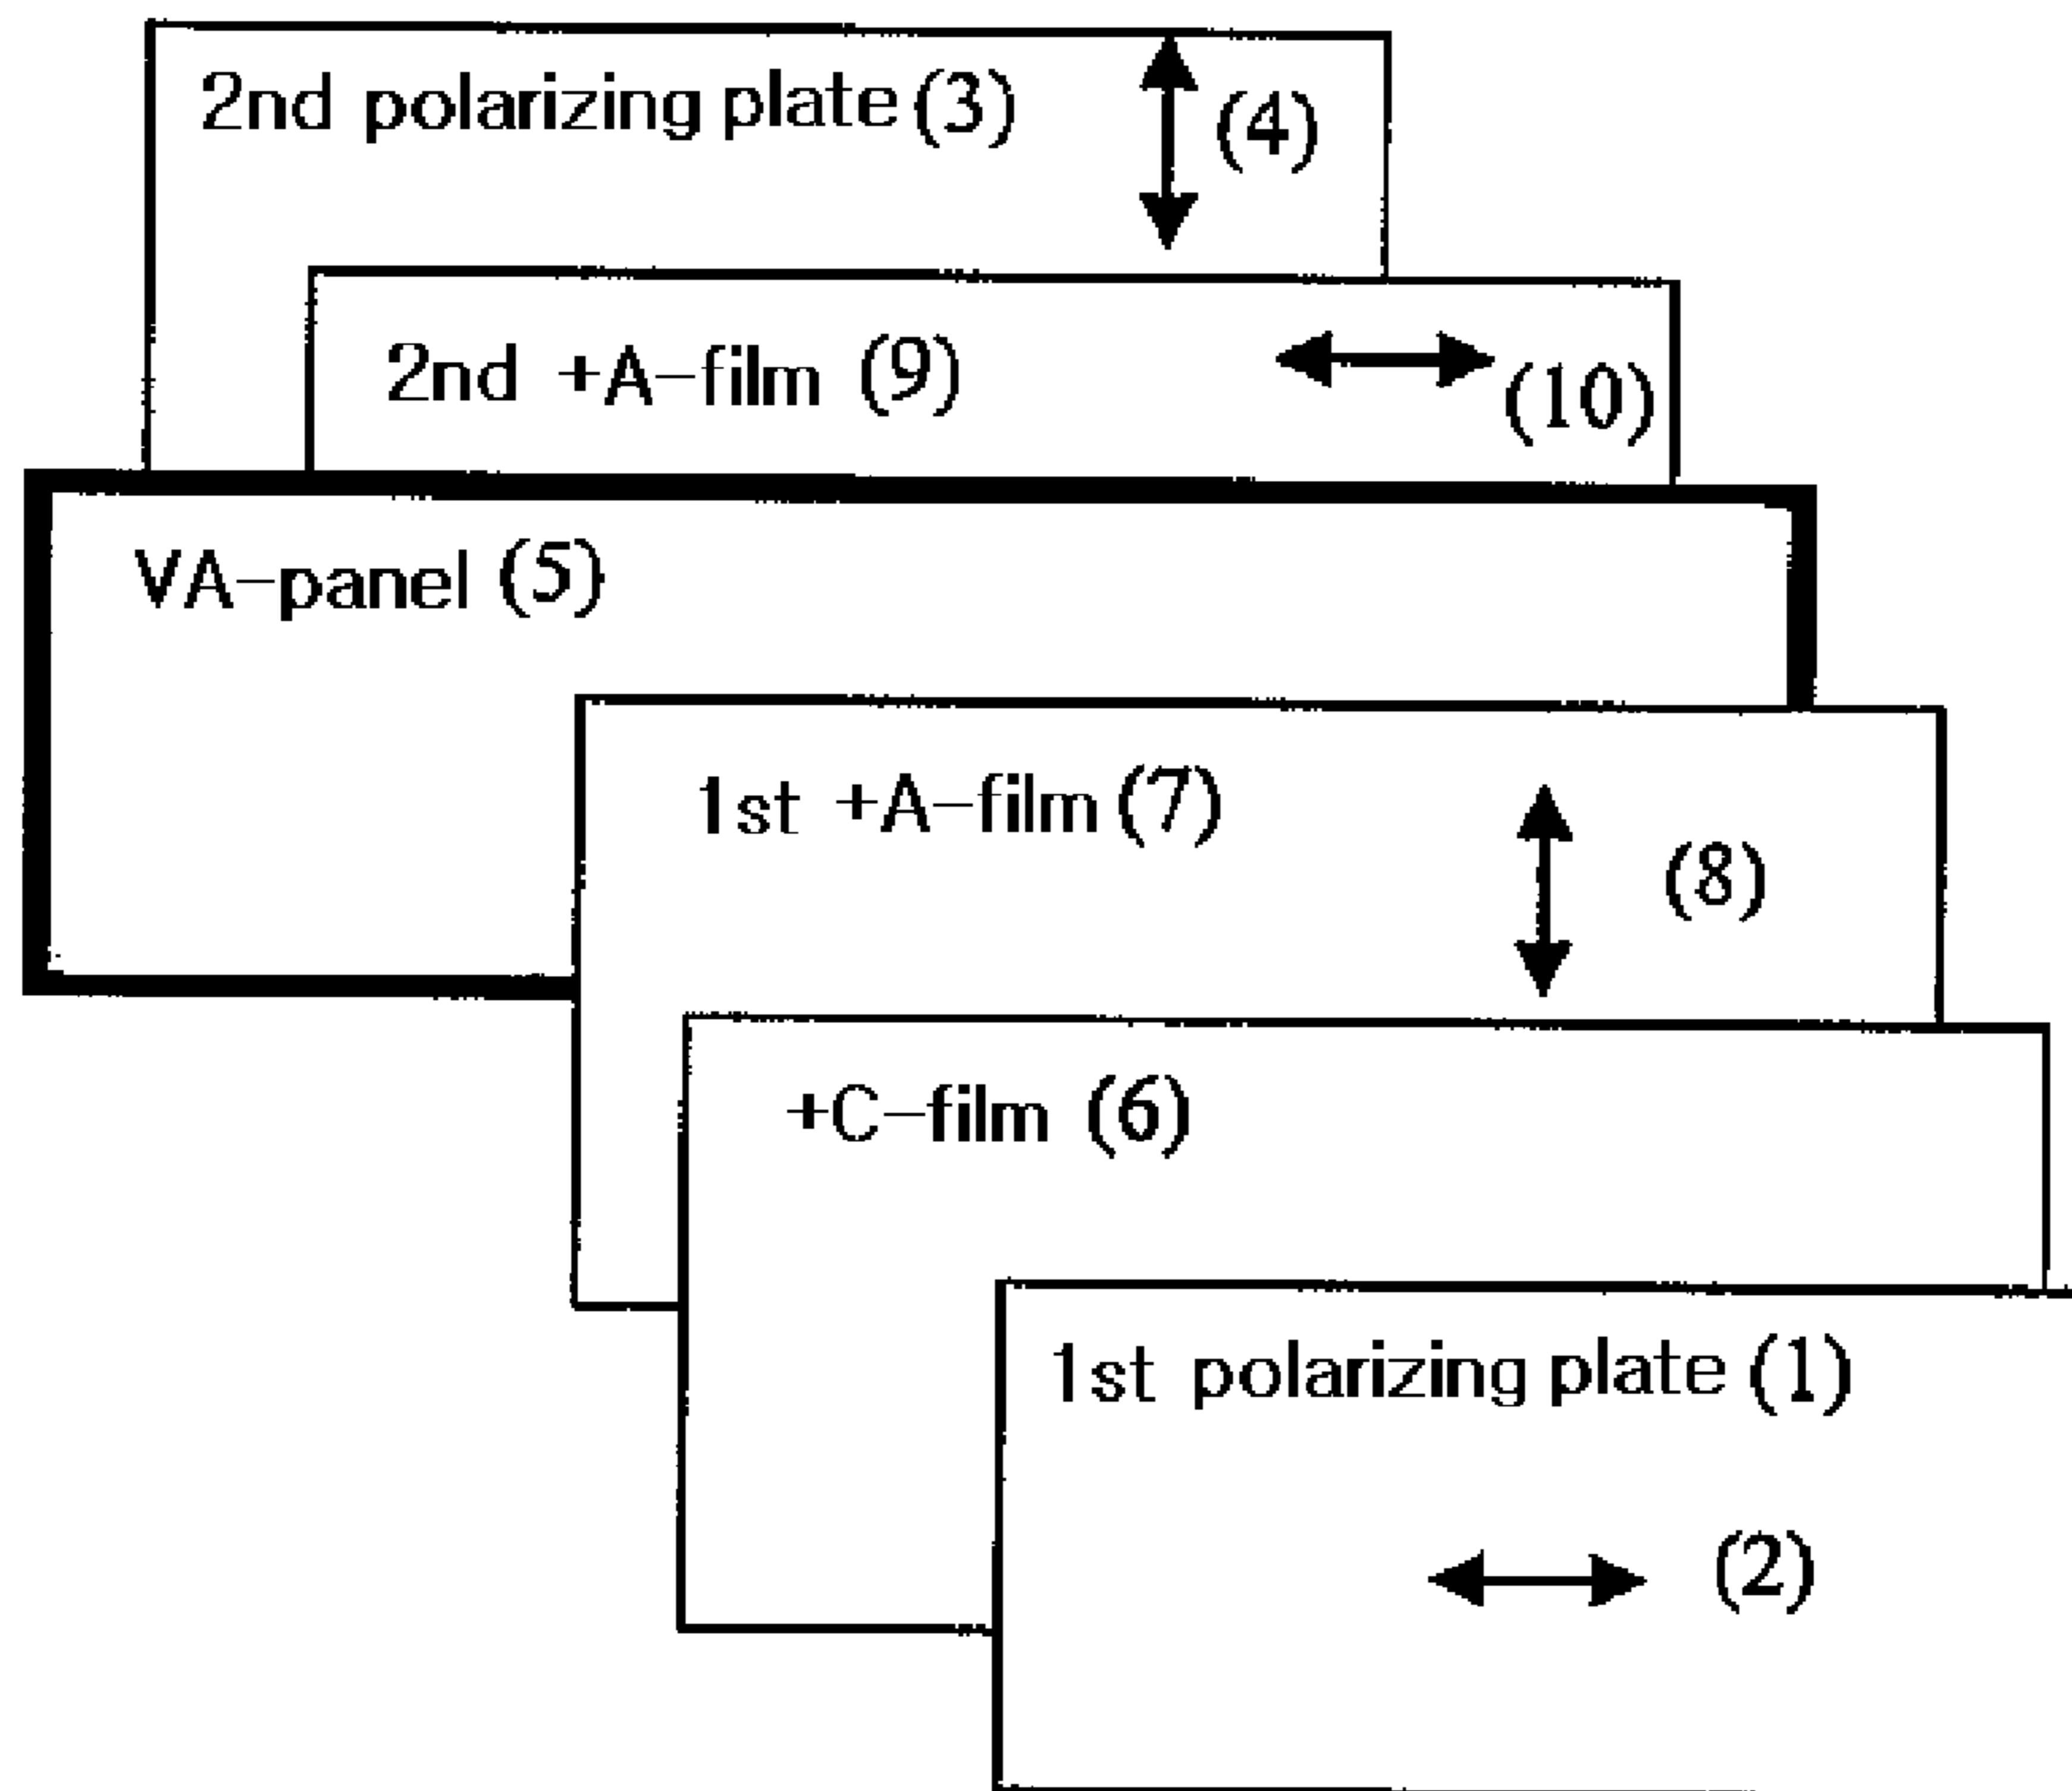 2nd polarizing plate (3)
(4)
2nd +A-film (9)
(10)
VA-panel (5)
1st +A-film (7)
(8)
+C-film (6)
1st polarizing plate (1)
(2)